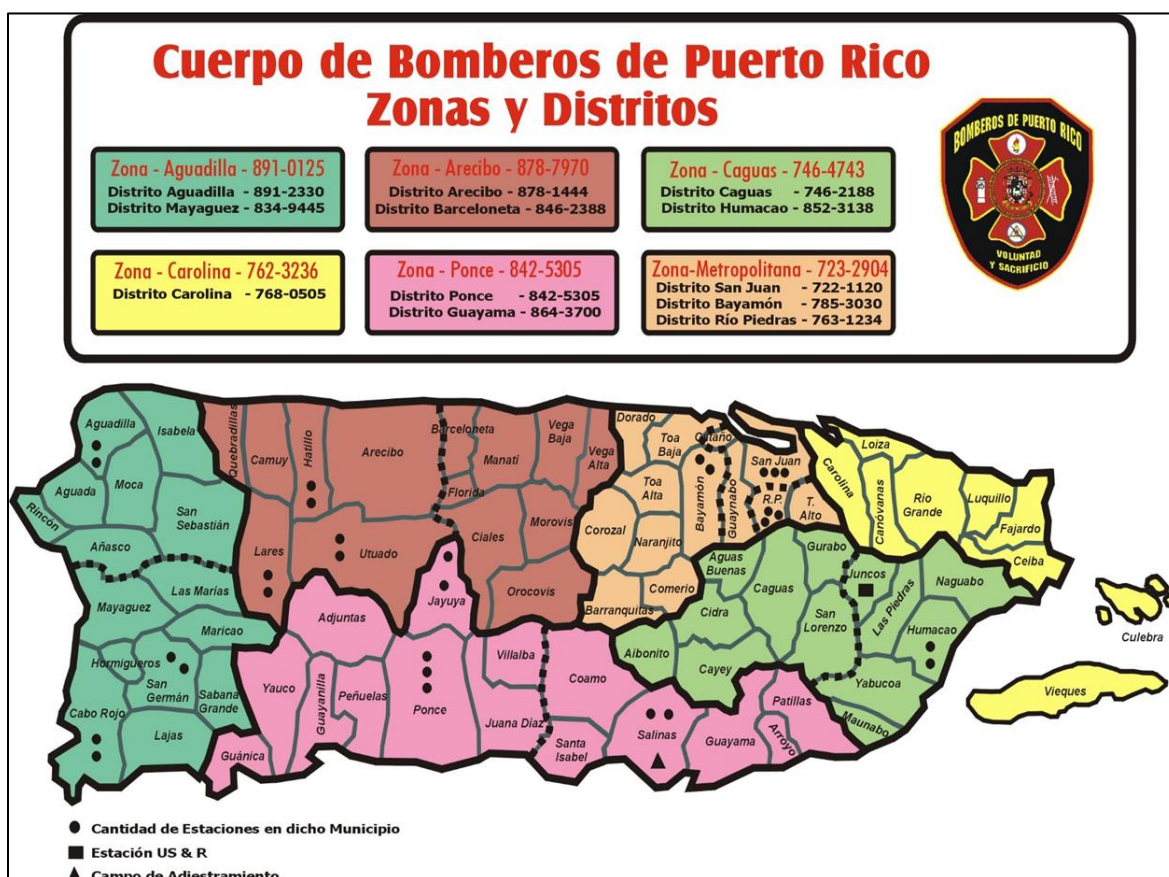 Cuerpo de Bomberos de Puerto Rico
Zonas y Distritos
BOMBEROS DE PUERTO RICO
VOLUNTAD
Y SACRIFICIO
Zona - Aguadilla - 891-0125
Distrito Aguadilla - 891-2330
Distrito Mayaguez - 834-9445
Zona - Arecibo - 878-7970
Distrito Arecibo - 878-1444
Distrito Barceloneta - 846-2388
Zona - Caguas - 746-4743
Distrito Caguas - 746-2188
Distrito Humacao - 852-3138
Zona - Carolina - 762-3236
Distrito Carolina - 768-0505
Zona - Ponce - 842-5305
Distrito Ponce - 842-5305
Distrito Guayama - 864-3700
Zona-Metropolitana - 723-2904
Distrito San Juan - 722-1120
Distrito Bayamón - 785-3030
Distrito Río Piedras - 763-1234
Aguadilla
Isabela
Aguada
Moca
Rincón
San
Sebastián
Añasco
Mayaguez
Las Marías
Maricao
Hormigueros
San
Germán
Sabana
Grande
Cabo Rojo
Lajas
Quebradillas
Camuy
Hatillo
Arecibo
Barceloneta
Manatí
Vega
Baja
Vega
Alta
Florida
Lares
Utuado
Ciales
Morovis
Orocovis
Adjuntas
Jayuya
Yauco
Guayanilla
Peñuelas
Ponce
Villalba
Juana Díaz
Guánica
Coamo
Santa
Isabel
Salinas
Guayama
Patillas
Arroyo
Dorado
Toa
Baja
Cataño
Toa
Alta
Bayamón
Guaynabo
San Juan
R.P.
T.
Alto
Corozal
Naranjito
Comerio
Barranquitas
Aguas
Buenas
Caguas
Gurabo
Juncos
Cidra
San
Lorenzo
Las Piedras
Naguabo
Humacao
Aibonito
Cayey
Yabucoa
Maunabo
Carolina
Loiza
Canóvanas
Río
Grande
Luquillo
Fajardo
Ceiba
Culebra
Vieques
Cantidad de Estaciones en dicho Municipio
Estación US & R
Campo de Adiestramiento